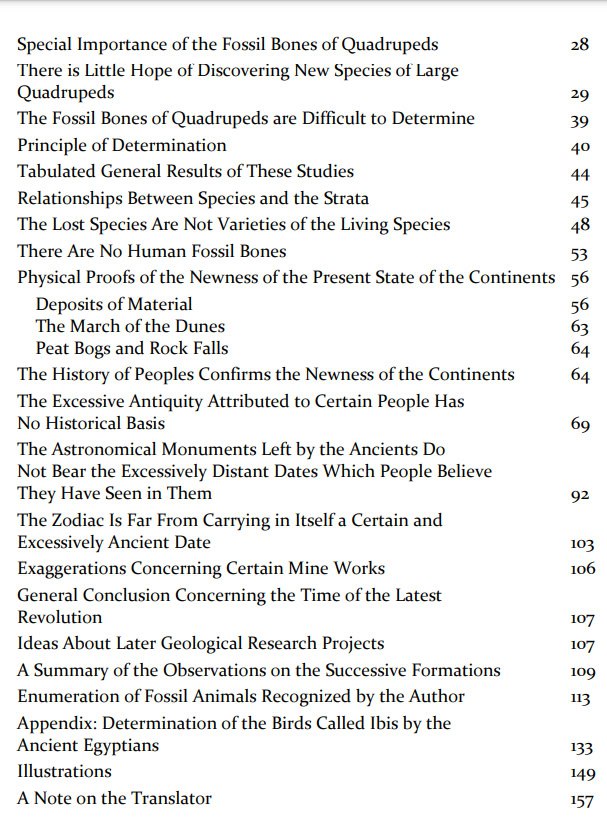 Special Importance of the Fossil Bones of Quadrupeds 28
There is Little Hope of Discovering New Species of Large
Quadrupeds 29
The Fossil Bones of Quadrupeds are Difficult to Determine 39
Principle of Determination 40
Tabulated General Results of These Studies 44
Relationships Between Species and the Strata 45
The Lost Species Are Not Varieties of the Living Species 48
There Are No Human Fossil Bones 53
Physical Proofs of the Newness of the Present State of the Continents 56
Deposits of Material 56
The March of the Dunes 63
Peat Bogs and Rock Falls 64
The History of Peoples Confirms the Newness of the Continents 64
The Excessive Antiquity Attributed to Certain People Has
No Historical Basis 69
The Astronomical Monuments Left by the Ancients Do
Not Bear the Excessively Distant Dates Which People Believe
They Have Seen in Them 92
The Zodiac Is Far From Carrying in Itself a Certain and
Excessively Ancient Date 103
Exaggerations Concerning Certain Mine Works 106
General Conclusion Concerning the Time of the Latest
Revolution 107
Ideas About Later Geological Research Projects 107
A Summary of the Observations on the Successive Formations 109
Enumeration of Fossil Animals Recognized by the Author 113
Appendix: Determination of the Birds Called Ibis by the
Ancient Egyptians 133
Illustrations 149
A Note on the Translator 157